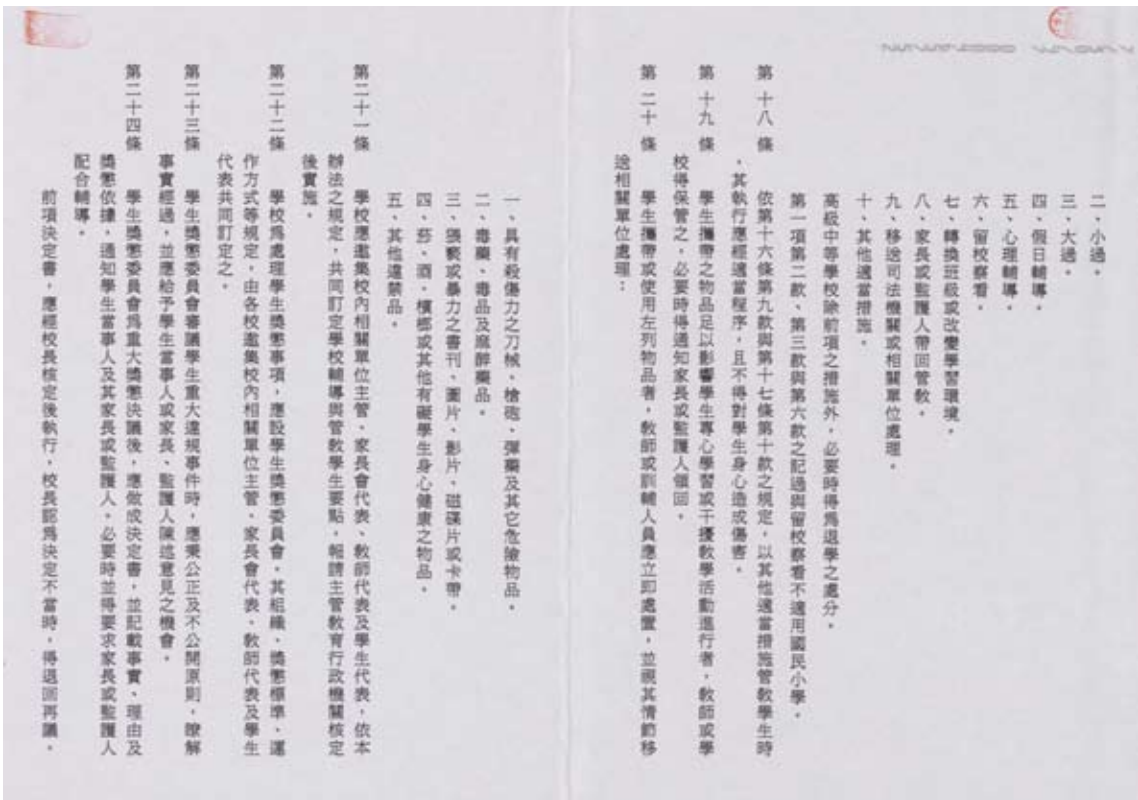 二、小過。
三、大過。
四、假日輔導。
五、心理輔導。
六、留校察看。
七、轉換班級或改變學習環境。
八、家長或監護人帶回管教。
九、移送司法機關或相關單位處理。
十、其他適當措施。
高級中等學校除前項之措施外，必要時得為退學之處分。
第一項第二款、第三款與第六款之記過與留校察看不適用國民小學。
第十八條　依第十六條第九款與第十七條第十款之規定，以其他適當措施管教學生時
，其執行應經適當程序，且不得對學生身心造成傷害。
第十九條　學生攜帶之物品足以影響學生專心學習或干擾教學活動進行者，教師或學
校得保管之，必要時得通知家長或監護人領回。
第二十條　學生攜帶或使用左列物品者，教師或訓輔人員應立即處置，並視其情節移
送相關單位處理：
一、具有殺傷力之刀械、槍砲、彈藥及其它危險物品。
二、毒藥、毒品及麻醉藥品。
三、猥褻或暴力之書刊、圖片、影片、磁碟片或卡帶。
四、菸、酒、檳榔或其他有礙學生身心健康之物品。
五、其他違禁品。
第二十一條　學校應邀集校內相關單位主管、家長會代表、教師代表及學生代表，依本
辦法之規定，共同訂定學校輔導與管教學生要點，報請主管教育行政機關核定
後實施。
第二十二條　學校為處理學生獎懲事項，應設學生獎懲委員會，其組織、獎懲標準、運
作方式等規定，由各校邀集校內相關單位主管、家長會代表、教師代表及學生
代表共同訂定之。
第二十三條　學生獎懲委員會審議學生重大違規事件時，應秉公正及不公開原則，瞭解
事實經過，並應給予學生當事人或家長、監護人陳述意見之機會。
第二十四條　學生獎懲委員會為重大獎懲決議後，應做成決定書，並記載事實、理由及
獎懲依據，通知學生當事人及其家長或監護人，必要時並得要求家長或監護人
配合輔導。
前項決定書，應經校長核定後執行，校長認為決定不當時，得退回再議。